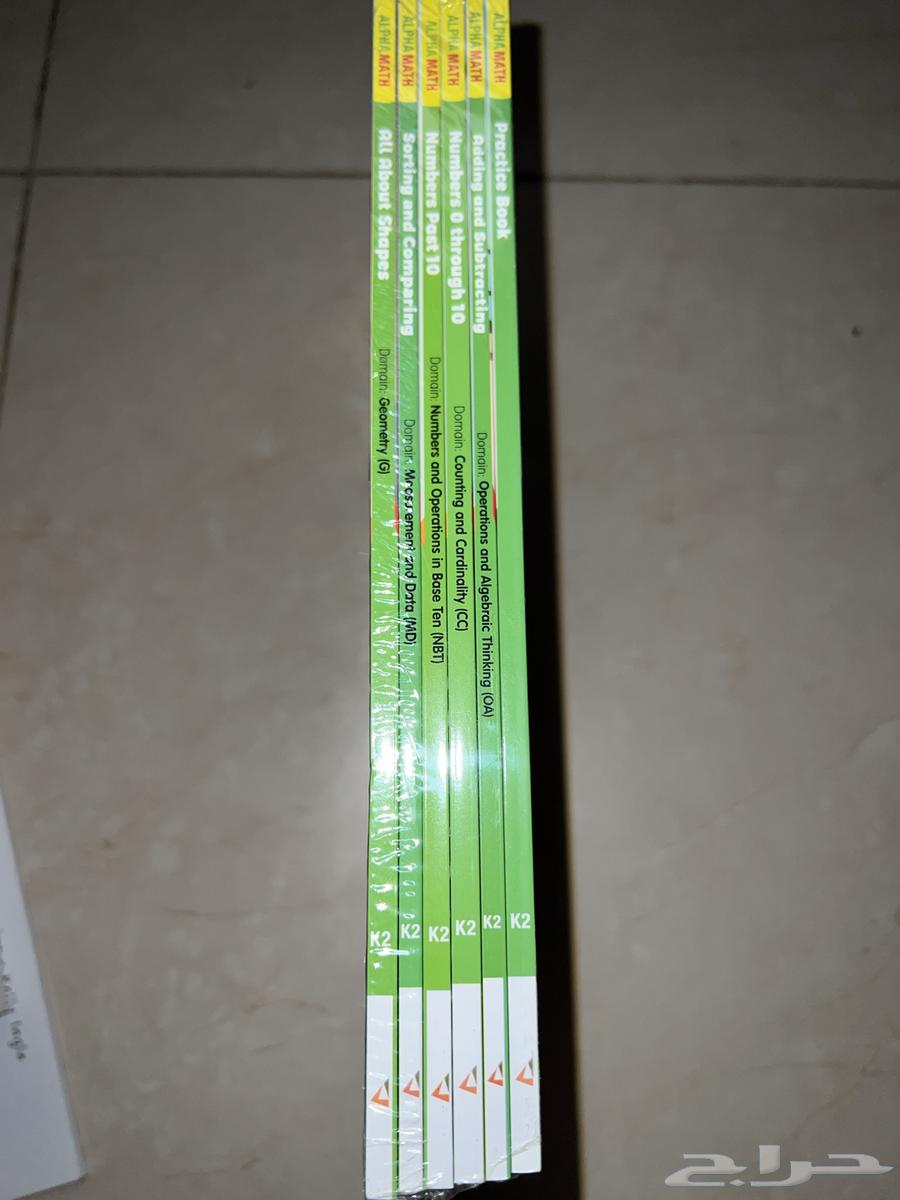 ALPHA MATH All About Shapes Domain: Geometry (G) K2
ALPHA MATH Sorting and Comparing Domain: Measurement and Data (MD) K2
ALPHA MATH Numbers Past 10 Domain: Numbers and Operations in Base Ten (NBT) K2
ALPHA MATH Numbers 0 through 10 Domain: Counting and Cardinality (CC) K2
ALPHA MATH Adding and Subtracting Domain: Operations and Algebraic Thinking (OA) K2
ALPHA MATH Practice Book K2
حراج